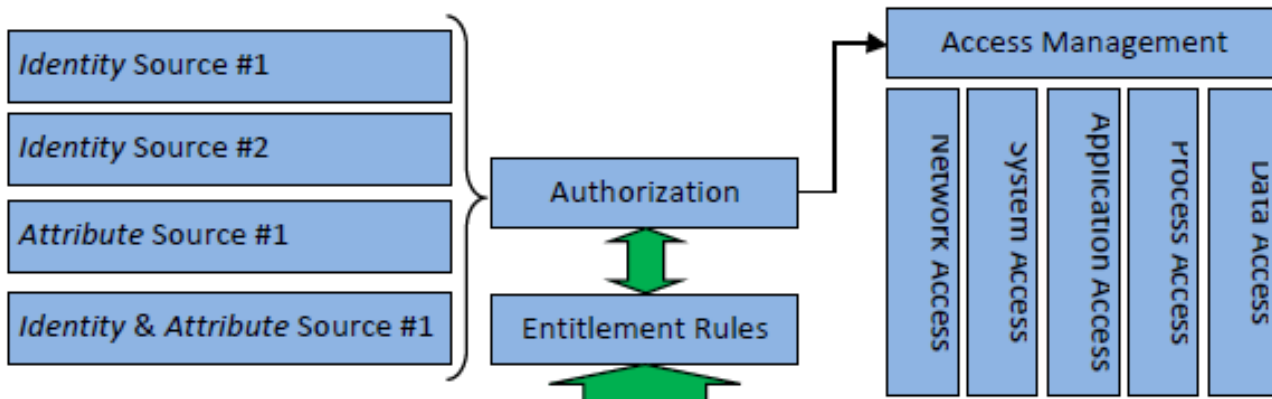 Identity Source #1
Identity Source #2
Attribute Source #1
Identity & Attribute Source #1
Authorization
Entitlement Rules
Access Management
Network Access
System Access
Application Access
Process Access
Data Access